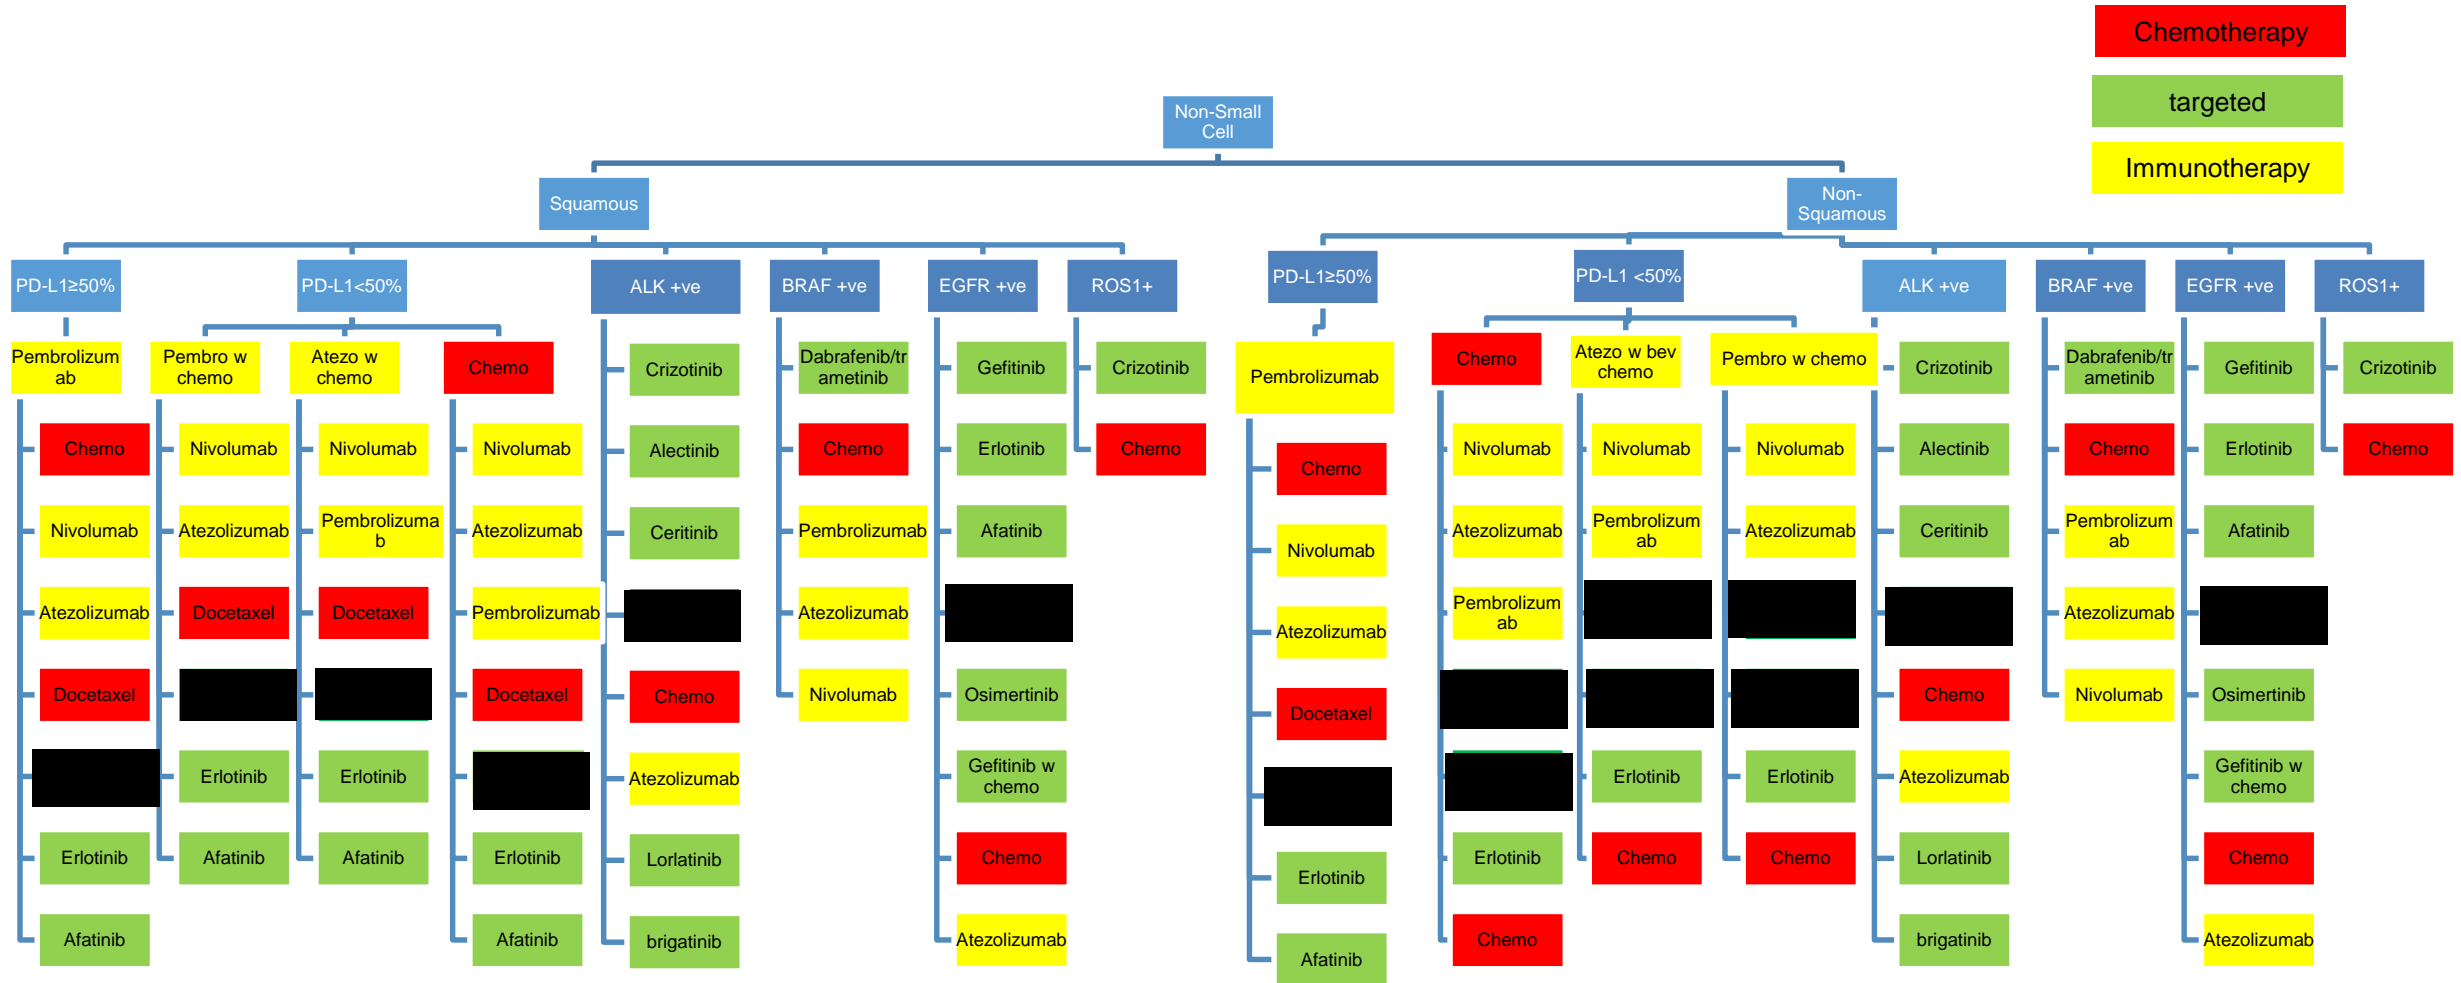 Chemotherapy
targeted
Immunotherapy
Non-Small
Cell
Squamous
Non-
Squamous
PD-L1≥50%
PD-L1<50%
ALK +ve
BRAF +ve
EGFR +ve
ROS1+
PD-L1≥50%
PD-L1 <50%
ALK +ve
BRAF +ve
EGFR +ve
ROS1+
Pembrolizum
ab
Chemo
Nivolumab
Atezolizumab
Docetaxel
Erlotinib
Afatinib
Pembro w
chemo
Nivolumab
Atezolizumab
Docetaxel
Erlotinib
Afatinib
Atezo w
chemo
Nivolumab
Pembrolizuma
b
Docetaxel
Erlotinib
Afatinib
Chemo
Nivolumab
Atezolizumab
Pembrolizumab
Docetaxel
Erlotinib
Afatinib
Crizotinib
Alectinib
Ceritinib
Chemo
Atezolizumab
Lorlatinib
brigatinib
Dabrafenib/tr
ametinib
Chemo
Pembrolizumab
Atezolizumab
Nivolumab
Gefitinib
Erlotinib
Afatinib
Osimertinib
Gefitinib w
chemo
Chemo
Atezolizumab
Crizotinib
Chemo
Pembrolizumab
Chemo
Nivolumab
Atezolizumab
Docetaxel
Erlotinib
Afatinib
Chemo
Nivolumab
Atezolizumab
Pembrolizum
ab
Erlotinib
Chemo
Atezo w bev
chemo
Nivolumab
Pembrolizum
ab
Erlotinib
Chemo
Pembro w chemo
Nivolumab
Atezolizumab
Erlotinib
Chemo
Crizotinib
Alectinib
Ceritinib
Chemo
Atezolizumab
Lorlatinib
brigatinib
Dabrafenib/tr
ametinib
Chemo
Pembrolizum
ab
Atezolizumab
Nivolumab
Gefitinib
Erlotinib
Afatinib
Osimertinib
Gefitinib w
chemo
Chemo
Atezolizumab
Crizotinib
Chemo